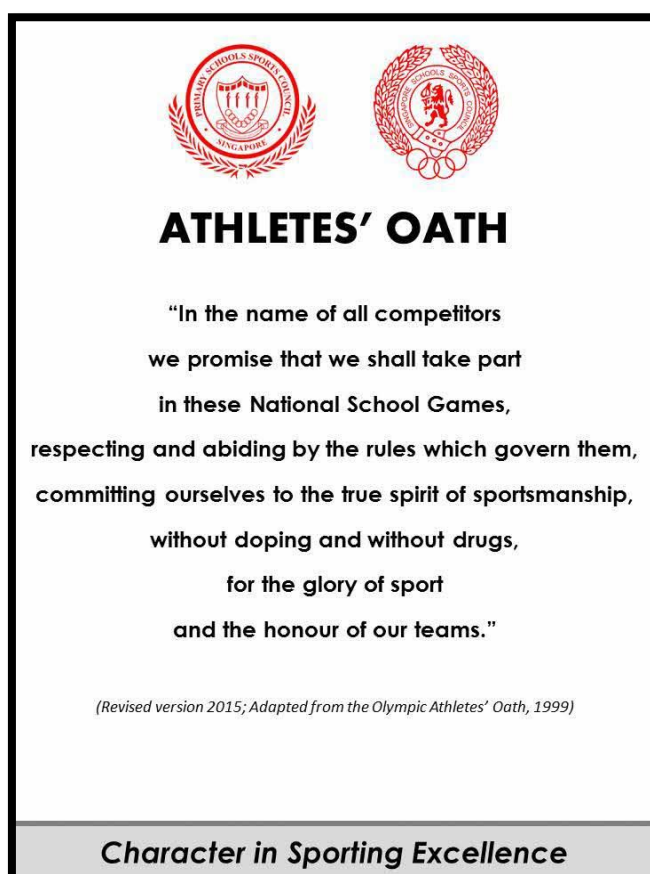 PRIMARY SCHOOLS SPORTS COUNCIL
SINGAPORE
SINGAPORE SCHOOLS SPORTS COUNCIL
ATHLETES’ OATH
“In the name of all competitors
we promise that we shall take part
in these National School Games,
respecting and abiding by the rules which govern them,
committing ourselves to the true spirit of sportsmanship,
without doping and without drugs,
for the glory of sport
and the honour of our teams.”
(Revised version 2015; Adapted from the Olympic Athletes’ Oath, 1999)
Character in Sporting Excellence